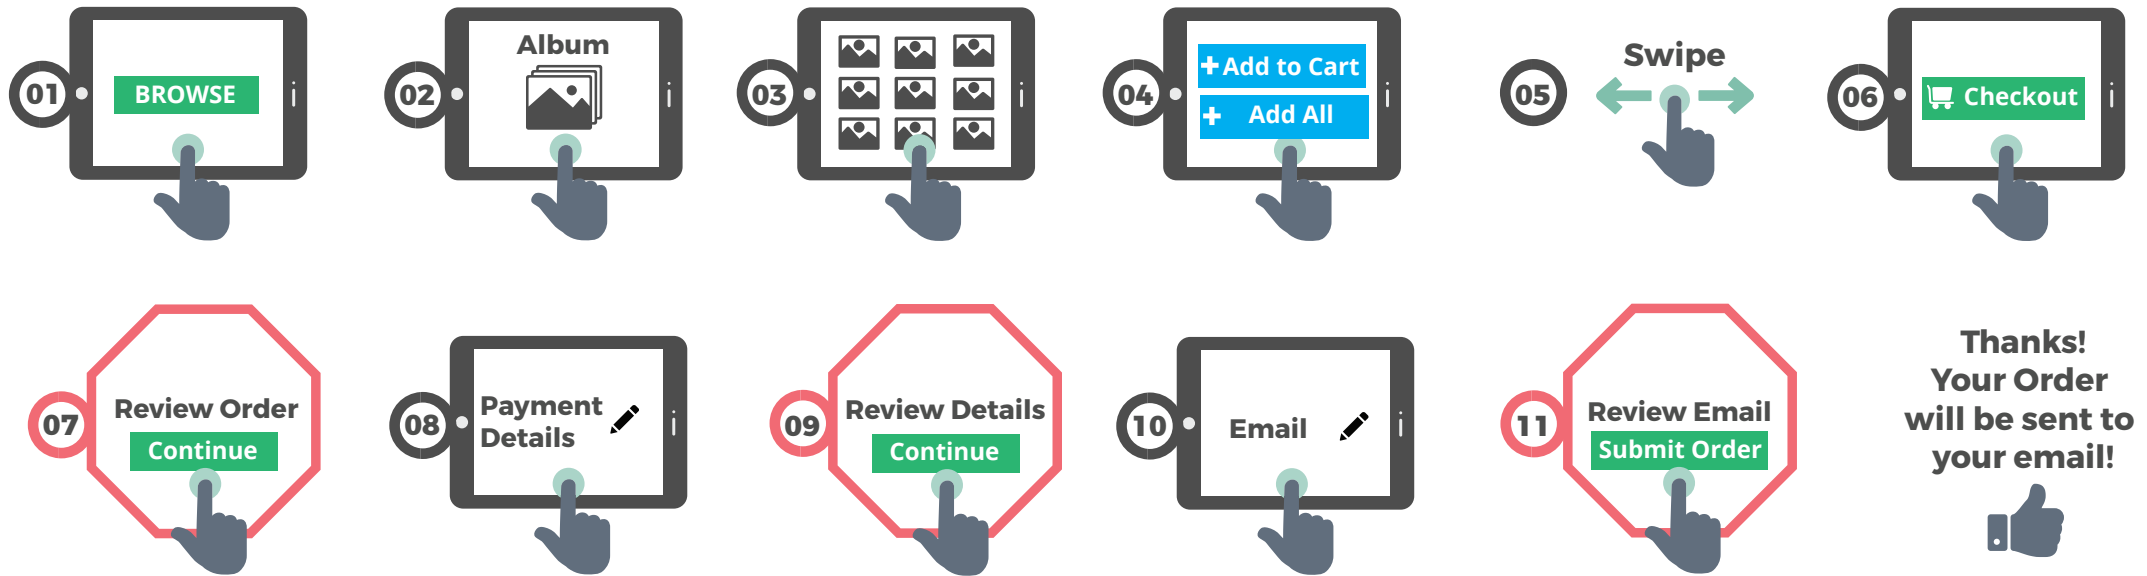 01
BROWSE
02
Album
03
04
+Add to Cart
+ Add All
05
Swipe
06
Checkout
07
Review Order
Continue
08
Payment
Details
09
Review Details
Continue
10
Email
11
Review Email
Submit Order
Thanks!
Your Order
will be sent to
your email!